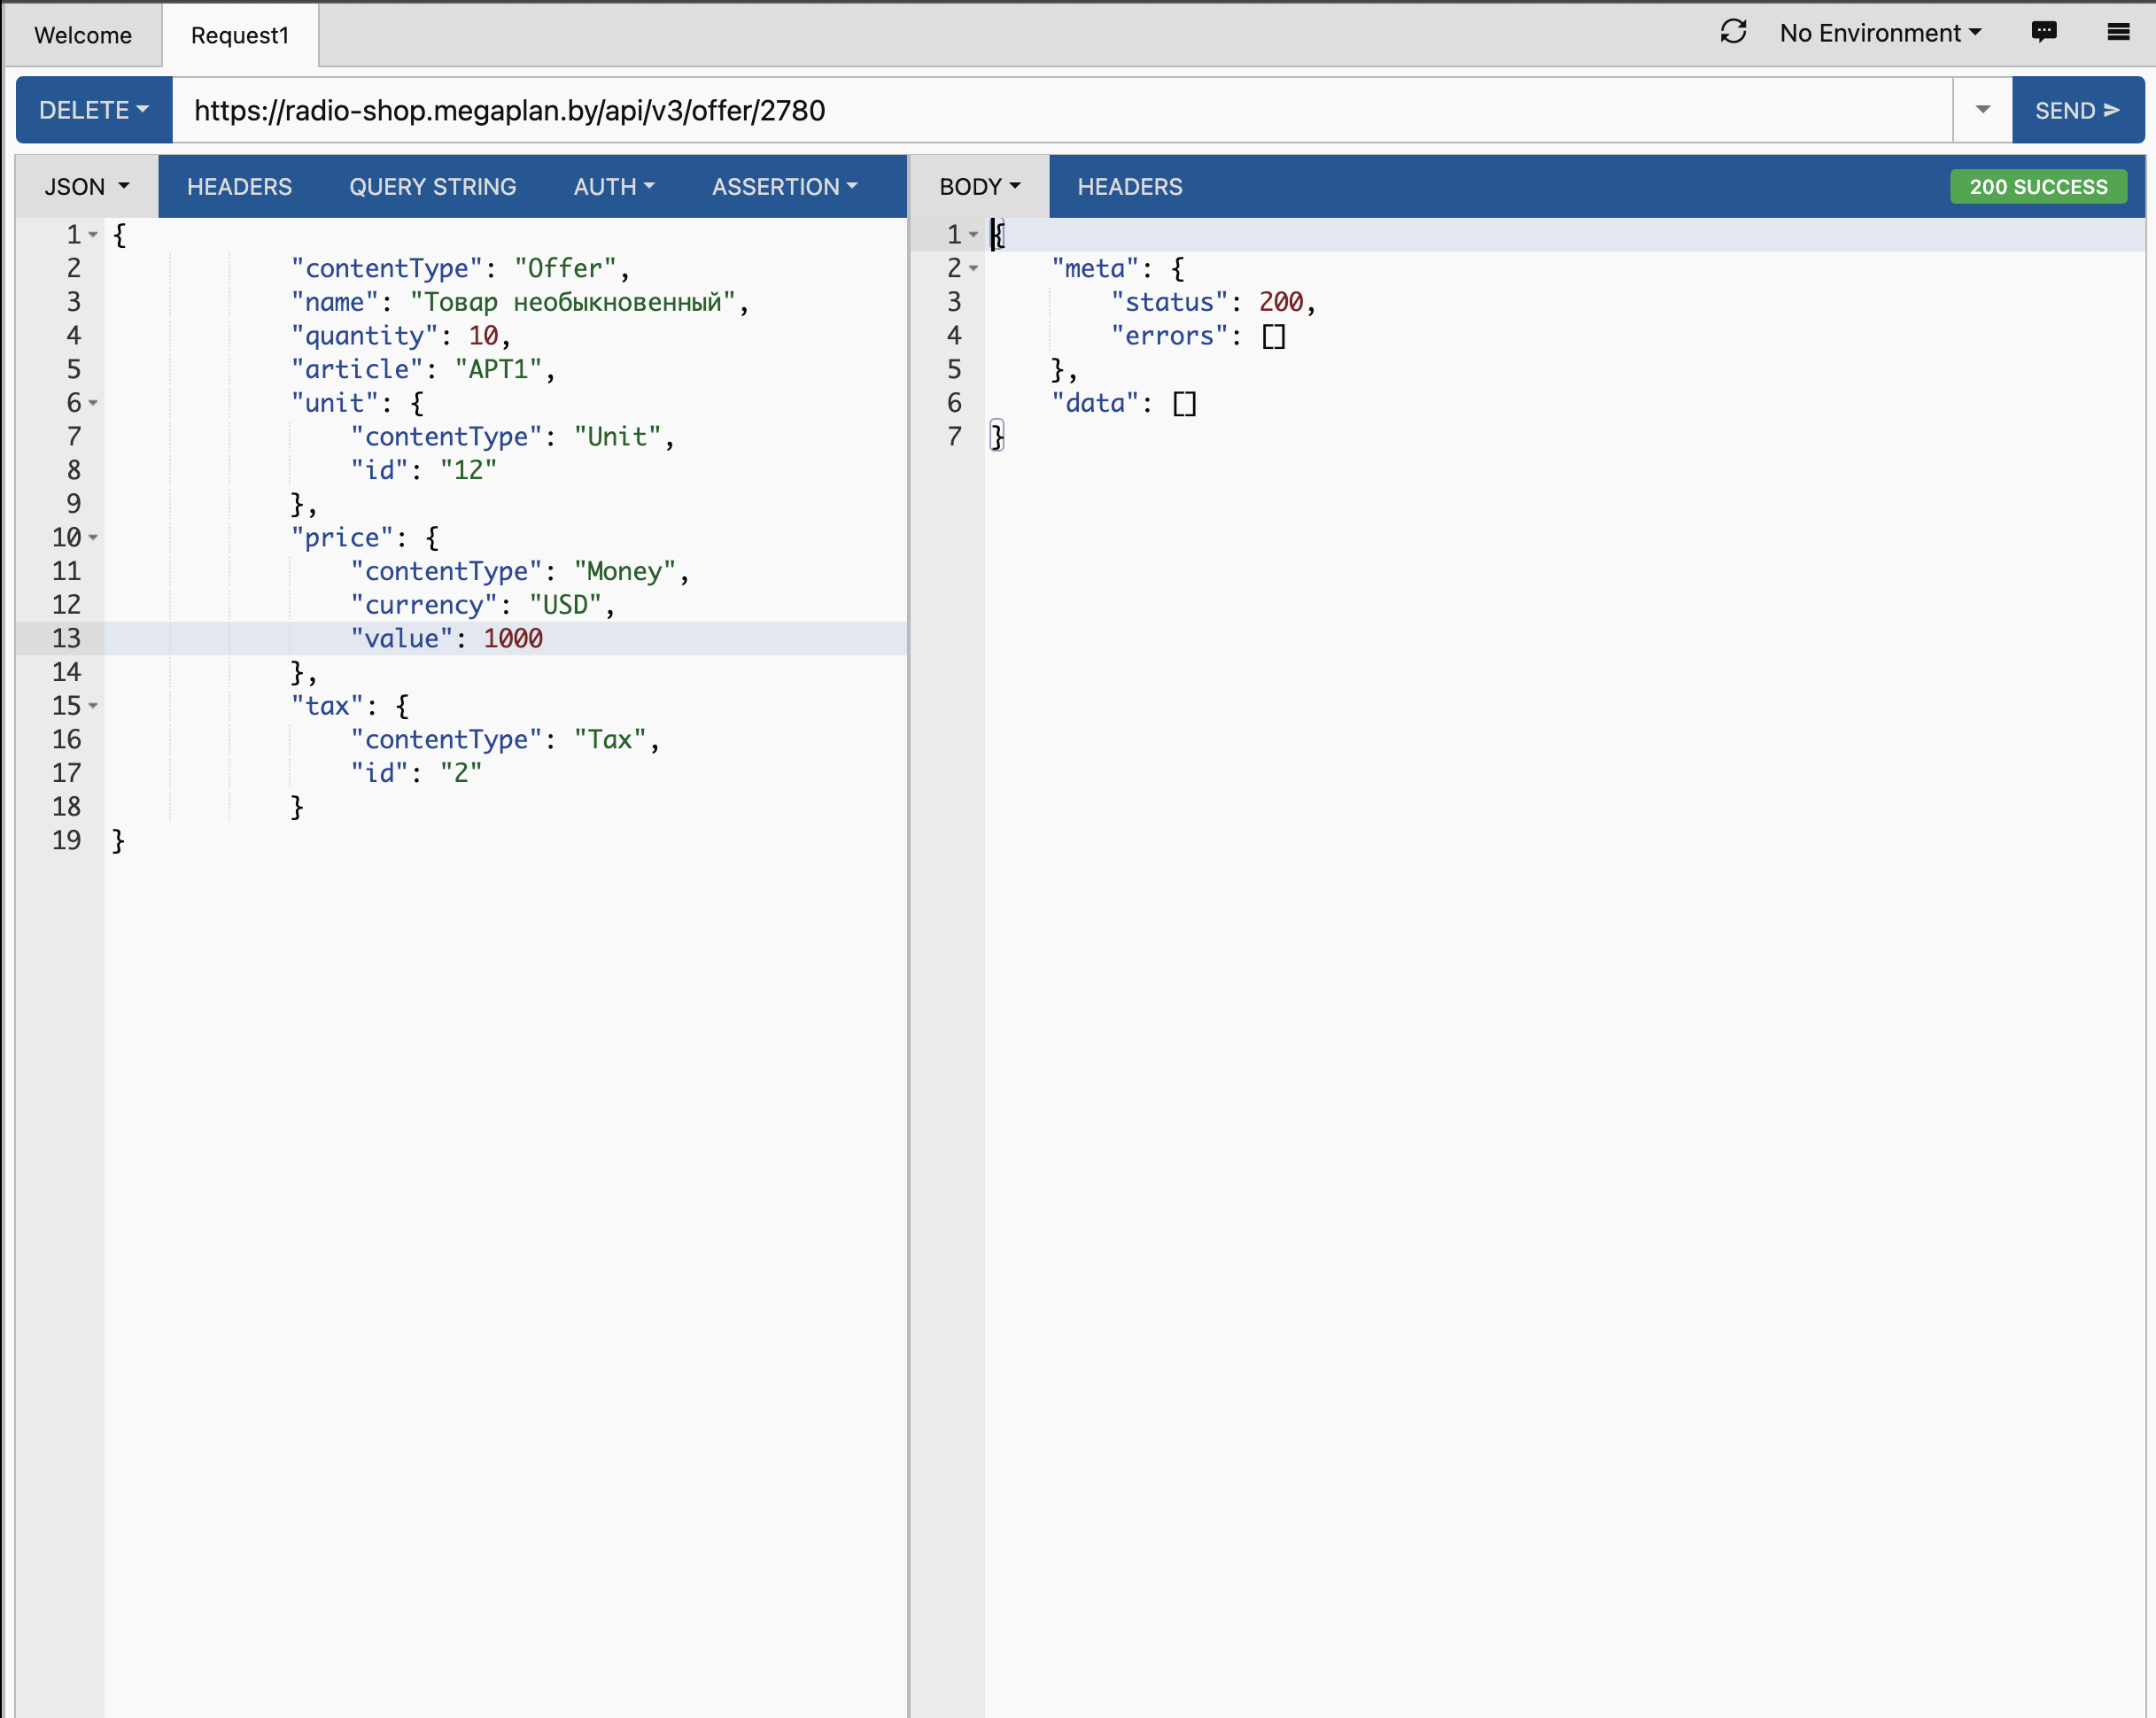 Welcome
Request1
No Environment
DELETE
https://radio-shop.megaplan.by/api/v3/offer/2780
SEND
JSON
HEADERS
QUERY STRING
AUTH
ASSERTION
1 {
2 "contentType": "Offer",
3 "name": "Товар необыкновенный",
4 "quantity": 10,
5 "article": "АРТ1",
6 "unit": {
7 "contentType": "Unit",
8 "id": "12"
9 },
10 "price": {
11 "contentType": "Money",
12 "currency": "USD",
13 "value": 1000
14 },
15 "tax": {
16 "contentType": "Tax",
17 "id": "2"
18 }
19 }
BODY
HEADERS
200 SUCCESS
1 {
2 "meta": {
3 "status": 200,
4 "errors": []
5 },
6 "data": []
7 }